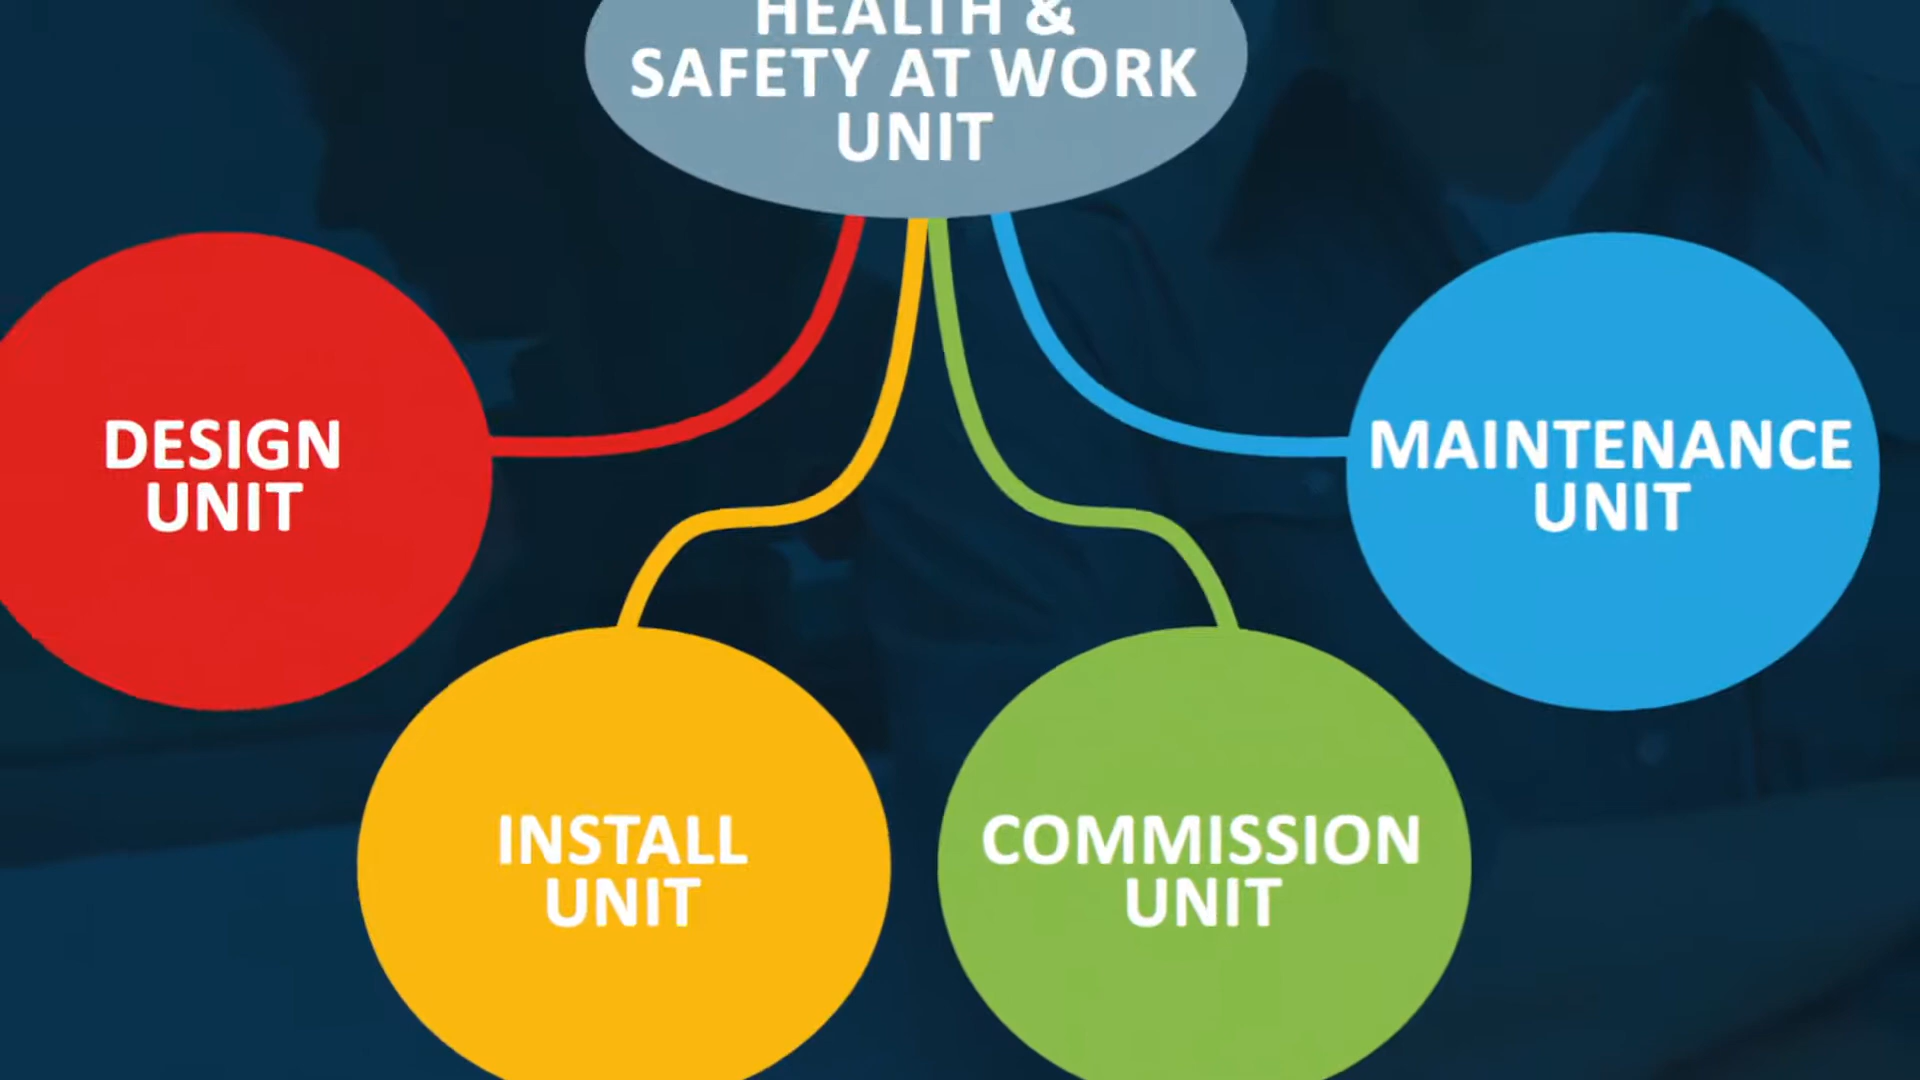 HEALTH &
SAFETY AT WORK
UNIT
DESIGN
UNIT
MAINTENANCE
UNIT
INSTALL
UNIT
COMMISSION
UNIT